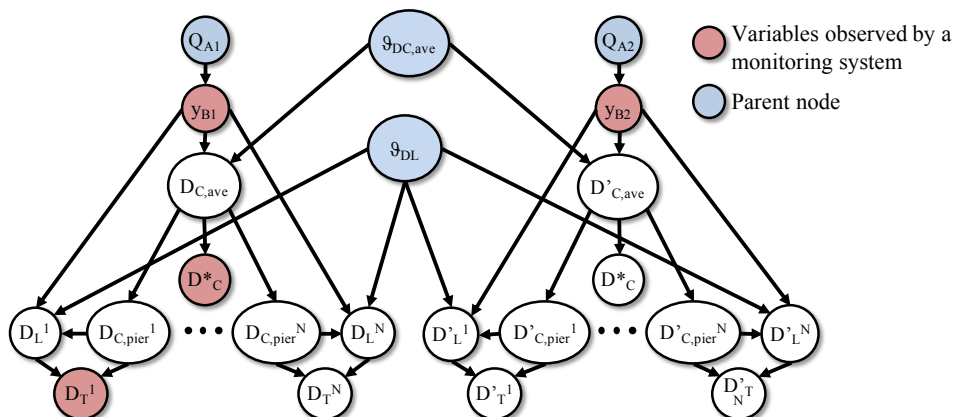 Q_A1
ϑ_DC,ave
Q_A2
Variables observed by a
monitoring system
y_B1
y_B2
Parent node
ϑ_DL
D_C,ave
D'_C,ave
D*_C
D*_C
D_L^1
D_C,pier^1
•••
D_C,pier^N
D_L^N
D'_L^1
D'_C,pier^1
•••
D'_C,pier^N
D'_L^N
D_T^1
D_T^N
D'_T^1
D'_N^T